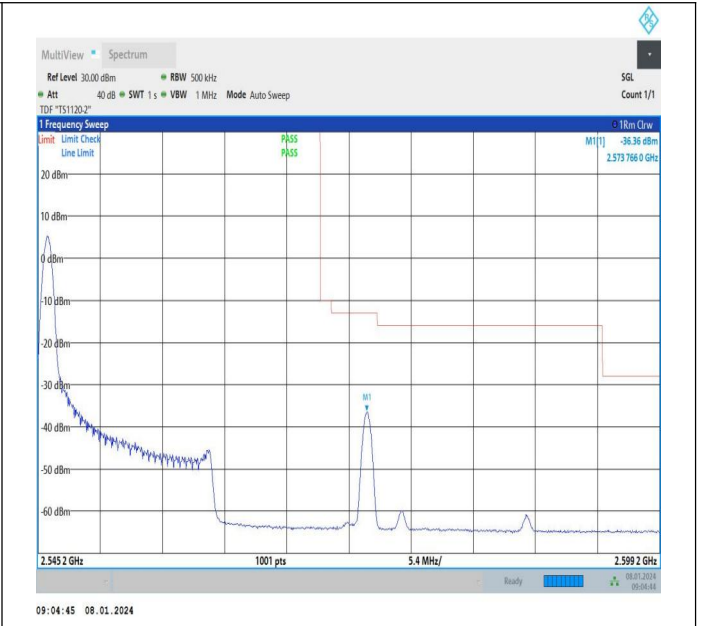 R S
MultiView Spectrum
Ref Level 30.00 dBm RBW 500 kHz SGL
Att 40 dB SWT 1 s VBW 1 MHz Mode Auto Sweep Count 1/1
TDF "TS1120-2"
1 Frequency Sweep 1Rm Clrw
Limit Limit Check PASS M1[1] -36.36 dBm
Line Limit PASS 2.573 766 0 GHz
20 dBm
10 dBm
0 dBm
-10 dBm
-20 dBm
-30 dBm
M1
-40 dBm
-50 dBm
-60 dBm
2.545 2 GHz 1001 pts 5.4 MHz/ 2.599 2 GHz
Ready 08.01.2024
09:04:44
09:04:45 08.01.2024